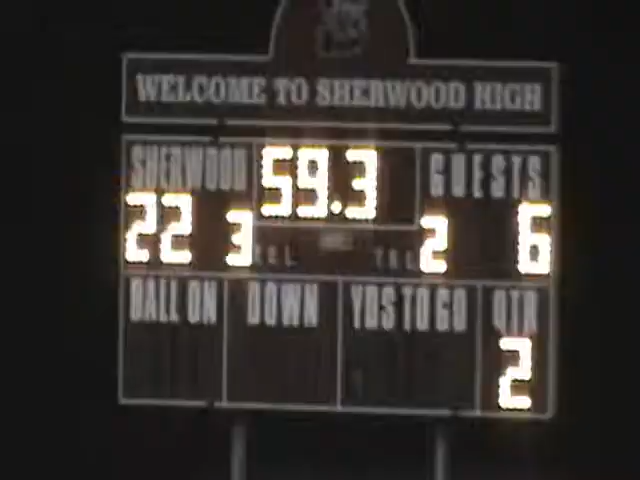 WELCOME TO SHERWOOD HIGH
SHERWOOD 59.3 GUESTS
22 3 T.O.L. T.O.L. 2 6
BALL ON DOWN YDS TO GO QTR
2